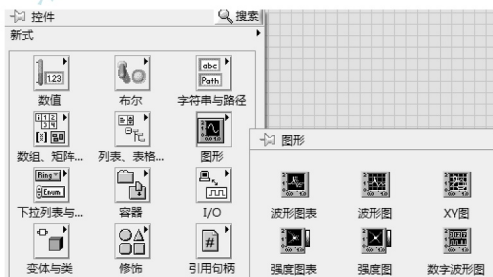 控件 搜索
新式
1.23 abc Path
数值 布尔 字符串与路径
图形
数组、矩阵... 列表、表格... 图形
Ring Enum
下拉列表与... 容器 I/O
波形图表 波形图 XY图
#
变体与类 修饰 引用句柄
强度图表 强度图 数字波形图